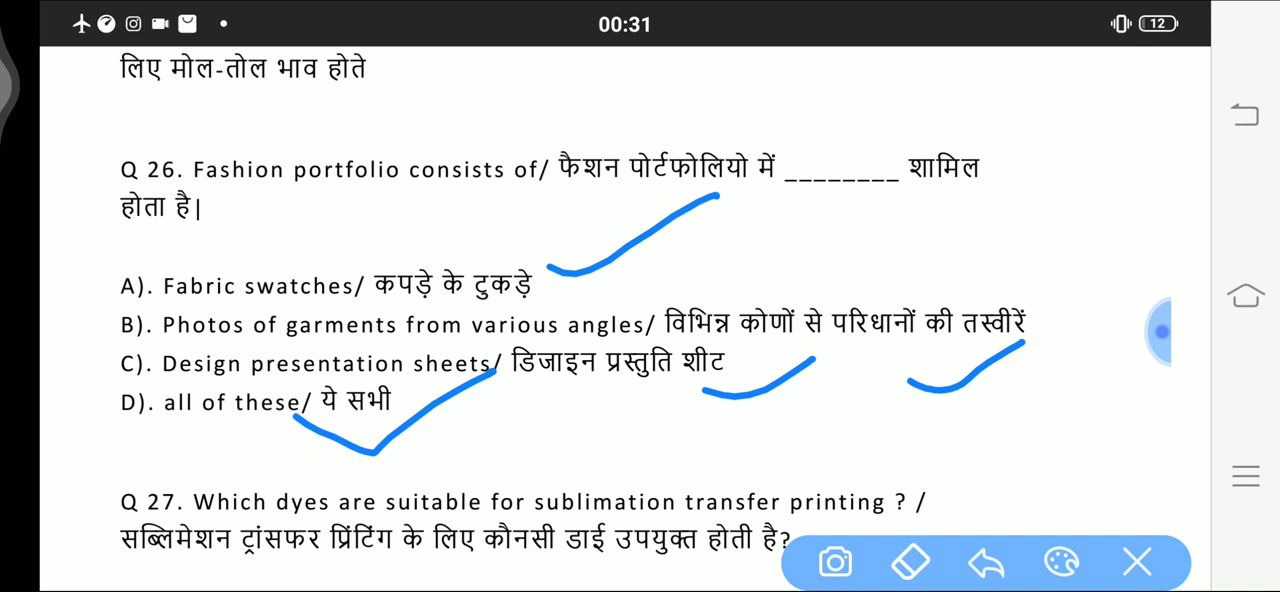 00:31
12
लिए मोल-तोल भाव होते
Q 26. Fashion portfolio consists of/ फैशन पोर्टफोलियो में ________ शामिल
होता है|
A). Fabric swatches/ कपड़े के टुकड़े
B). Photos of garments from various angles/ विभिन्न कोणों से परिधानों की तस्वीरें
C). Design presentation sheets/ डिजाइन प्रस्तुति शीट
D). all of these/ ये सभी
Q 27. Which dyes are suitable for sublimation transfer printing ? /
सब्लिमेशन ट्रांसफर प्रिंटिंग के लिए कौनसी डाई उपयुक्त होती है?